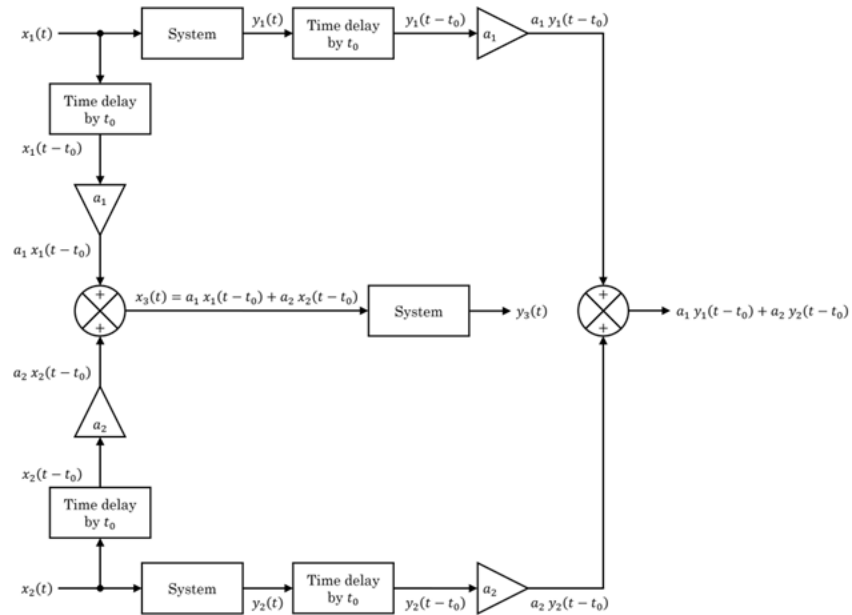 x₁(t)
System
y₁(t)
Time delay
by t₀
y₁(t − t₀)
a₁
a₁ y₁(t − t₀)
Time delay
by t₀
x₁(t − t₀)
a₁
a₁ x₁(t − t₀)
+
+
x₃(t) = a₁ x₁(t − t₀) + a₂ x₂(t − t₀)
System
y₃(t)
+
+
a₁ y₁(t − t₀) + a₂ y₂(t − t₀)
a₂ x₂(t − t₀)
a₂
x₂(t − t₀)
Time delay
by t₀
x₂(t)
System
y₂(t)
Time delay
by t₀
y₂(t − t₀)
a₂
a₂ y₂(t − t₀)